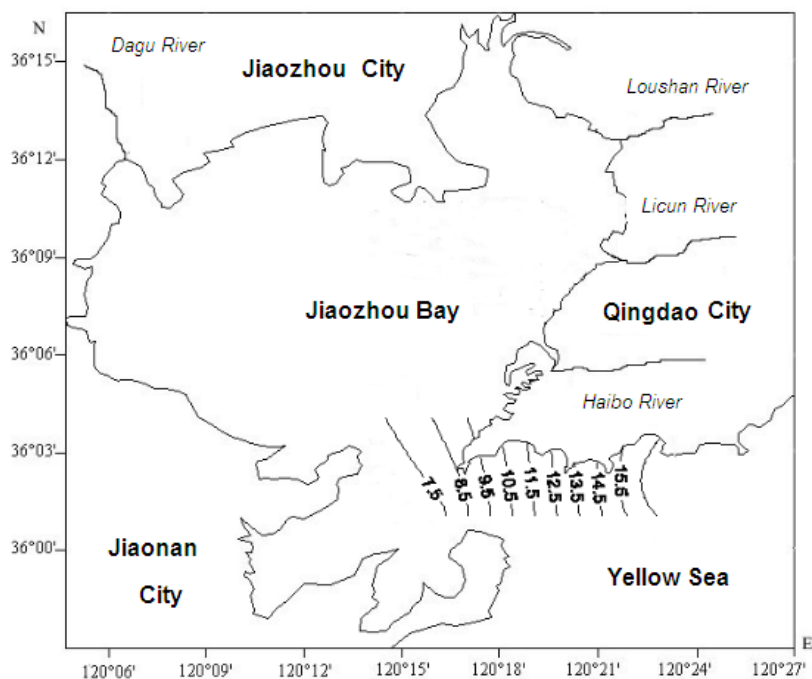 N
Dagu River
36°15'
Jiaozhou City
Loushan River
36°12'
Licun River
36°09'
Jiaozhou Bay
Qingdao City
36°06'
Haibo River
36°03'
7.5
8.5
9.5
10.5
11.5
12.5
13.5
14.5
15.5
36°00'
Jiaonan
City
Yellow Sea
E
120°06' 120°09' 120°12' 120°15' 120°18' 120°21' 120°24' 120°27'